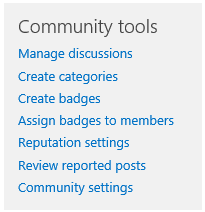 Community tools
Manage discussions
Create categories
Create badges
Assign badges to members
Reputation settings
Review reported posts
Community settings